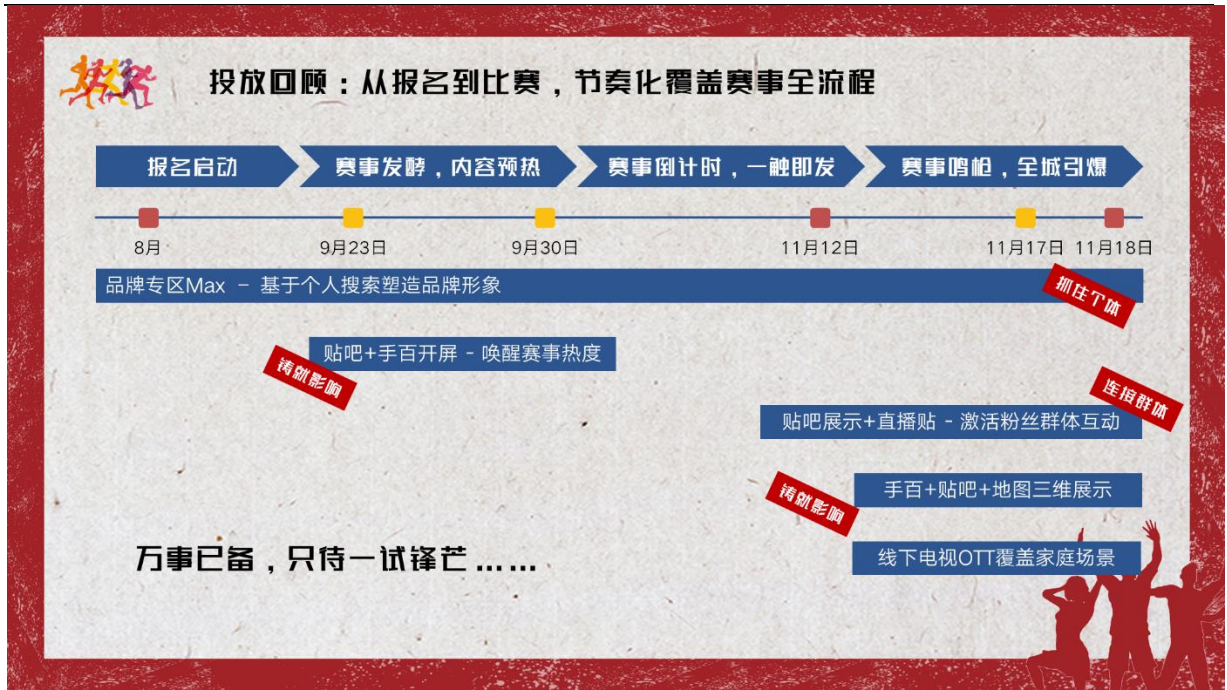 投放回顾：从报名到比赛，节奏化覆盖赛事全流程
报名启动
赛事发酵，内容预热
赛事倒计时，一触即发
赛事鸣枪，全城引爆
8月
9月23日
9月30日
11月12日
11月17日
11月18日
品牌专区Max - 基于个人搜索塑造品牌形象
抓住个体
贴吧+手百开屏 - 唤醒赛事热度
铸就影响
连接群体
贴吧展示+直播贴 - 激活粉丝群体互动
手百+贴吧+地图三维展示
铸就影响
线下电视OTT覆盖家庭场景
万事已备，只待一试锋芒……